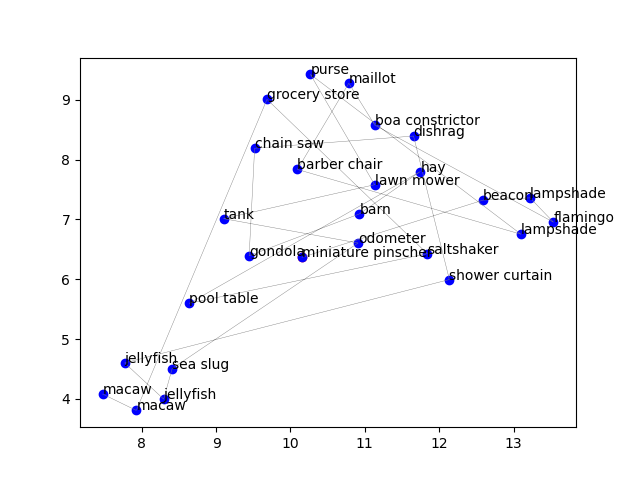 purse
maillot
grocery store
9
boa constrictor
dishrag
chain saw
8
barber chair
hay
lawn mower
beacon
lampshade
barn
tank
flamingo
7
lampshade
odometer
gondola
miniature pinscher
saltshaker
6
shower curtain
pool table
5
jellyfish
sea slug
macaw
jellyfish
4
macaw
8
9
10
11
12
13